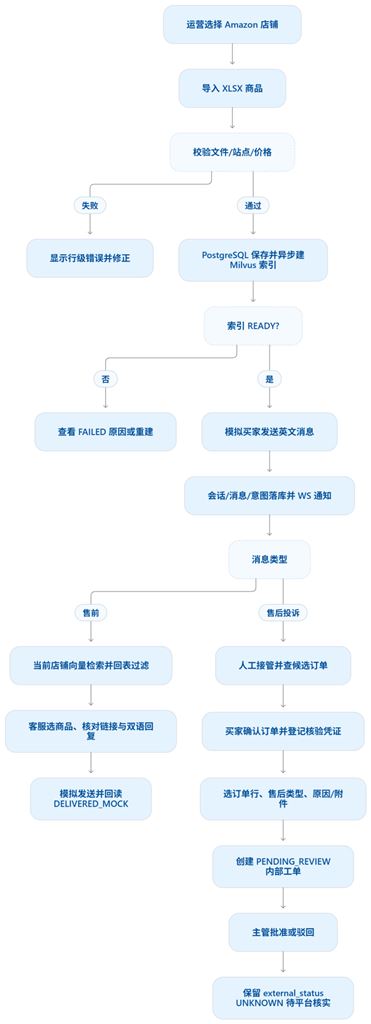 运营选择 Amazon 店铺
导入 XLSX 商品
校验文件/站点/价格
失败
通过
显示行级错误并修正
PostgreSQL 保存并异步建
Milvus 索引
索引 READY?
否
是
查看 FAILED 原因或重建
模拟买家发送英文消息
会话/消息/意图落库并 WS 通知
消息类型
售前
售后投诉
当前店铺向量检索并回表过滤
人工接管并查候选订单
客服选商品、核对链接与双语回
复
买家确认订单并登记核验凭证
模拟发送并回读
DELIVERED_MOCK
选订单行、售后类型、原因/附
件
创建 PENDING_REVIEW
内部工单
主管批准或驳回
保留 external_status
UNKNOWN 待平台核实